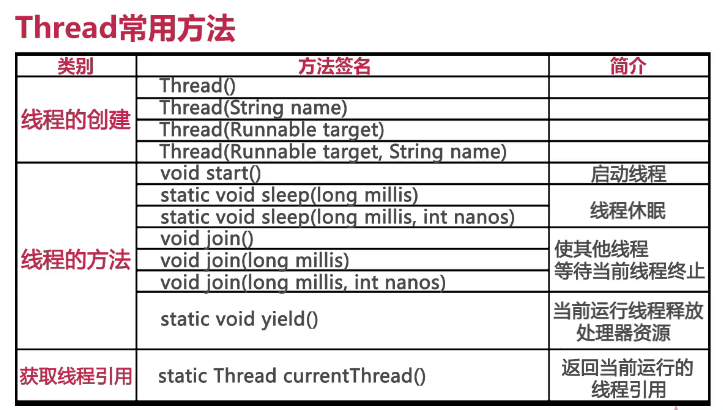 Thread常用方法
类别 方法签名 简介
线程的创建
Thread()
Thread(String name)
Thread(Runnable target)
Thread(Runnable target, String name)
线程的方法
void start() 启动线程
static void sleep(long millis)
static void sleep(long millis, int nanos)
线程休眠
void join()
void join(long millis)
void join(long millis, int nanos)
使其他线程
等待当前线程终止
static void yield()
当前运行线程释放
处理器资源
获取线程引用
static Thread currentThread()
返回当前运行的
线程引用